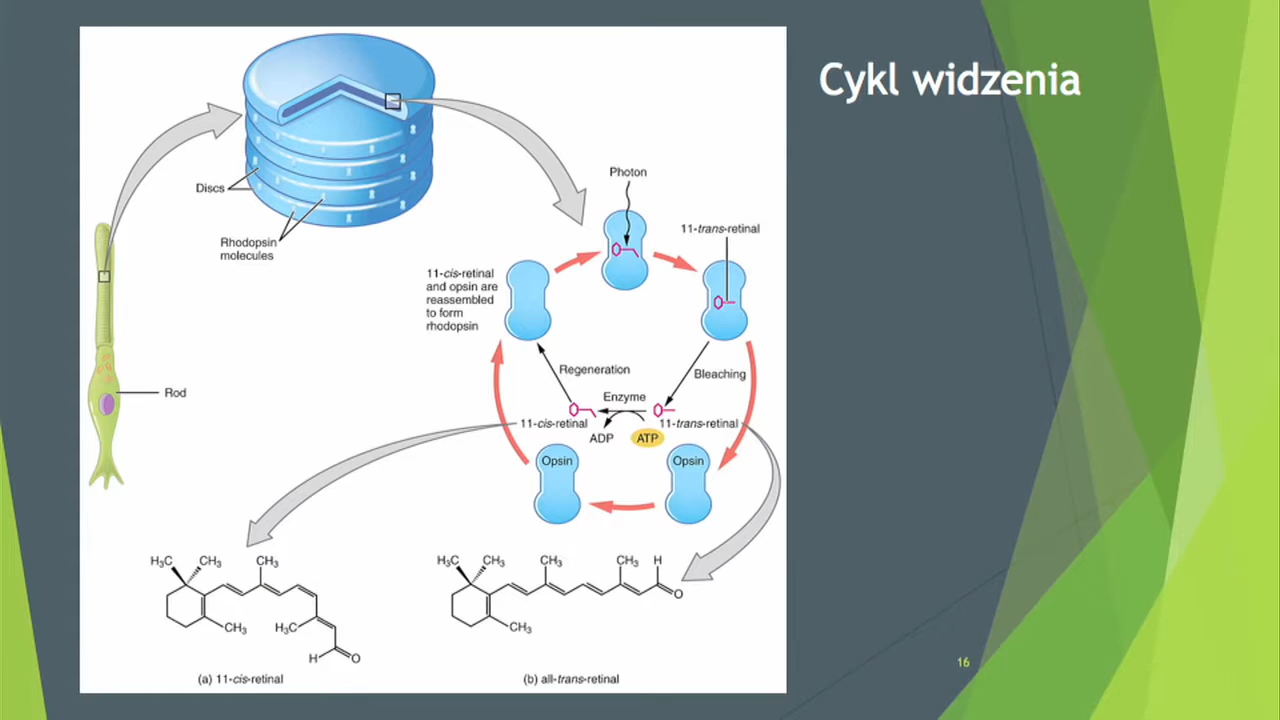 Cykl widzenia
Discs
Rhodopsin
molecules
Rod
Photon
11-trans-retinal
11-cis-retinal
and opsin are
reassembled
to form
rhodopsin
Regeneration
Bleaching
Enzyme
11-cis-retinal
11-trans-retinal
ADP
ATP
Opsin
Opsin
H₃C
CH₃
CH₃
CH₃
H₃C
H
O
(a) 11-cis-retinal
H₃C
CH₃
CH₃
CH₃
H
O
CH₃
(b) all-trans-retinal
16